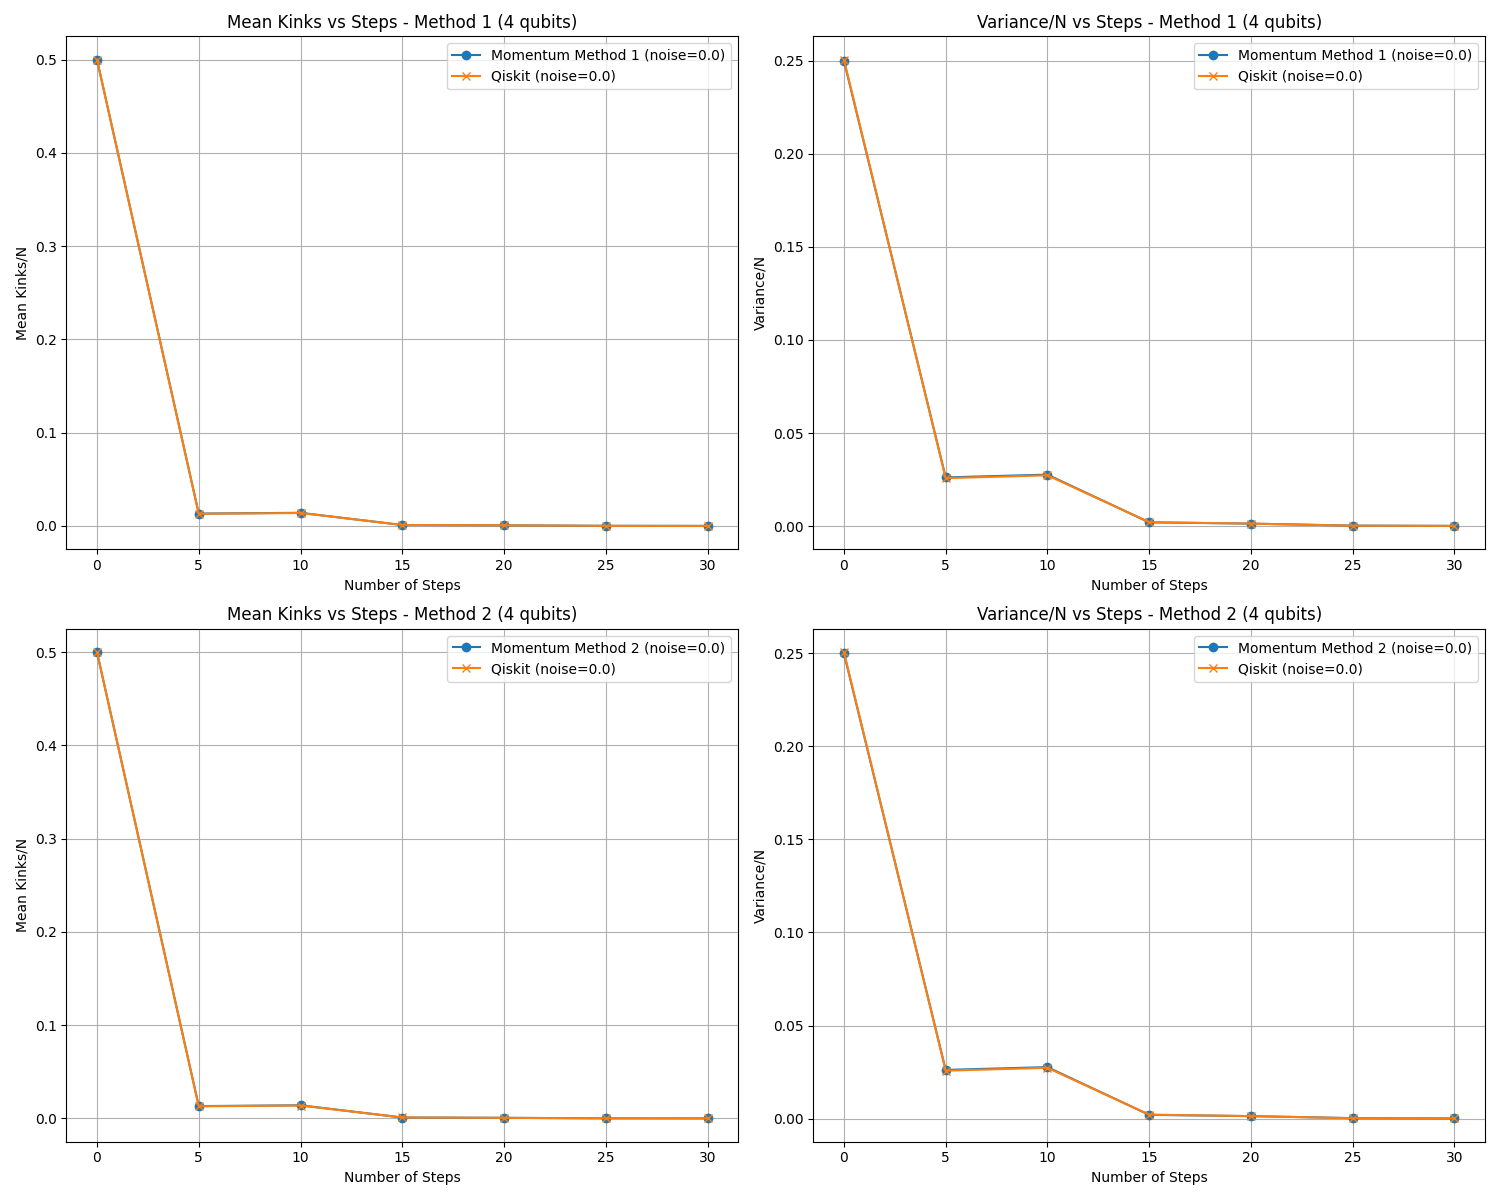 Mean Kinks vs Steps - Method 1 (4 qubits)
Momentum Method 1 (noise=0.0)
Qiskit (noise=0.0)
Mean Kinks/N
0.5
0.4
0.3
0.2
0.1
0.0
0 5 10 15 20 25 30
Number of Steps
Variance/N vs Steps - Method 1 (4 qubits)
Momentum Method 1 (noise=0.0)
Qiskit (noise=0.0)
Variance/N
0.25
0.20
0.15
0.10
0.05
0.00
0 5 10 15 20 25 30
Number of Steps
Mean Kinks vs Steps - Method 2 (4 qubits)
Momentum Method 2 (noise=0.0)
Qiskit (noise=0.0)
Mean Kinks/N
0.5
0.4
0.3
0.2
0.1
0.0
0 5 10 15 20 25 30
Number of Steps
Variance/N vs Steps - Method 2 (4 qubits)
Momentum Method 2 (noise=0.0)
Qiskit (noise=0.0)
Variance/N
0.25
0.20
0.15
0.10
0.05
0.00
0 5 10 15 20 25 30
Number of Steps